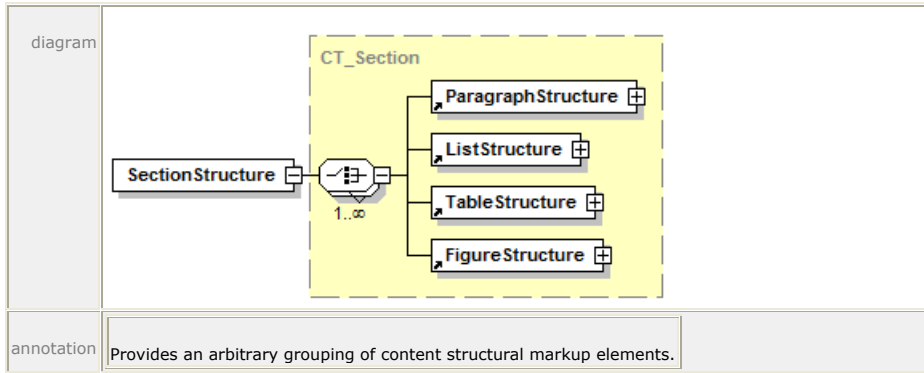 diagram
CT_Section
ParagraphStructure
ListStructure
SectionStructure
1..∞
TableStructure
FigureStructure
annotation
Provides an arbitrary grouping of content structural markup elements.